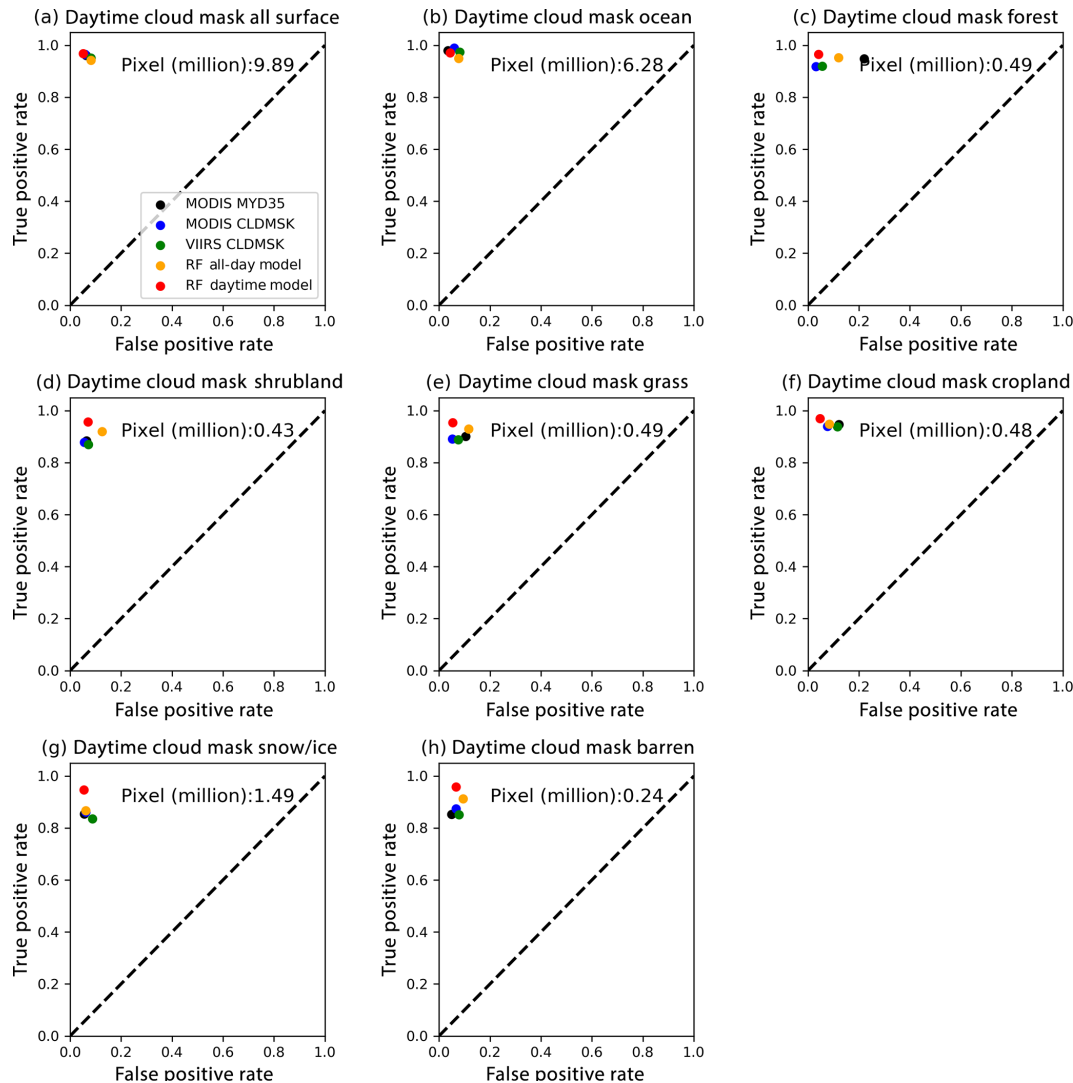 (a) Daytime cloud mask all surface
(b) Daytime cloud mask ocean
(c) Daytime cloud mask forest
True positive rate
1.0
0.8
0.6
0.4
0.2
0.0
Pixel (million):9.89
MODIS MYD35
MODIS CLDMSK
VIIRS CLDMSK
RF all-day model
RF daytime model
0.0 0.2 0.4 0.6 0.8 1.0
False positive rate
True positive rate
1.0
0.8
0.6
0.4
0.2
0.0
Pixel (million):6.28
0.0 0.2 0.4 0.6 0.8 1.0
False positive rate
True positive rate
1.0
0.8
0.6
0.4
0.2
0.0
Pixel (million):0.49
0.0 0.2 0.4 0.6 0.8 1.0
False positive rate
(d) Daytime cloud mask shrubland
(e) Daytime cloud mask grass
(f) Daytime cloud mask cropland
True positive rate
1.0
0.8
0.6
0.4
0.2
0.0
Pixel (million):0.43
0.0 0.2 0.4 0.6 0.8 1.0
False positive rate
True positive rate
1.0
0.8
0.6
0.4
0.2
0.0
Pixel (million):0.49
0.0 0.2 0.4 0.6 0.8 1.0
False positive rate
True positive rate
1.0
0.8
0.6
0.4
0.2
0.0
Pixel (million):0.48
0.0 0.2 0.4 0.6 0.8 1.0
False positive rate
(g) Daytime cloud mask snow/ice
(h) Daytime cloud mask barren
True positive rate
1.0
0.8
0.6
0.4
0.2
0.0
Pixel (million):1.49
0.0 0.2 0.4 0.6 0.8 1.0
False positive rate
True positive rate
1.0
0.8
0.6
0.4
0.2
0.0
Pixel (million):0.24
0.0 0.2 0.4 0.6 0.8 1.0
False positive rate